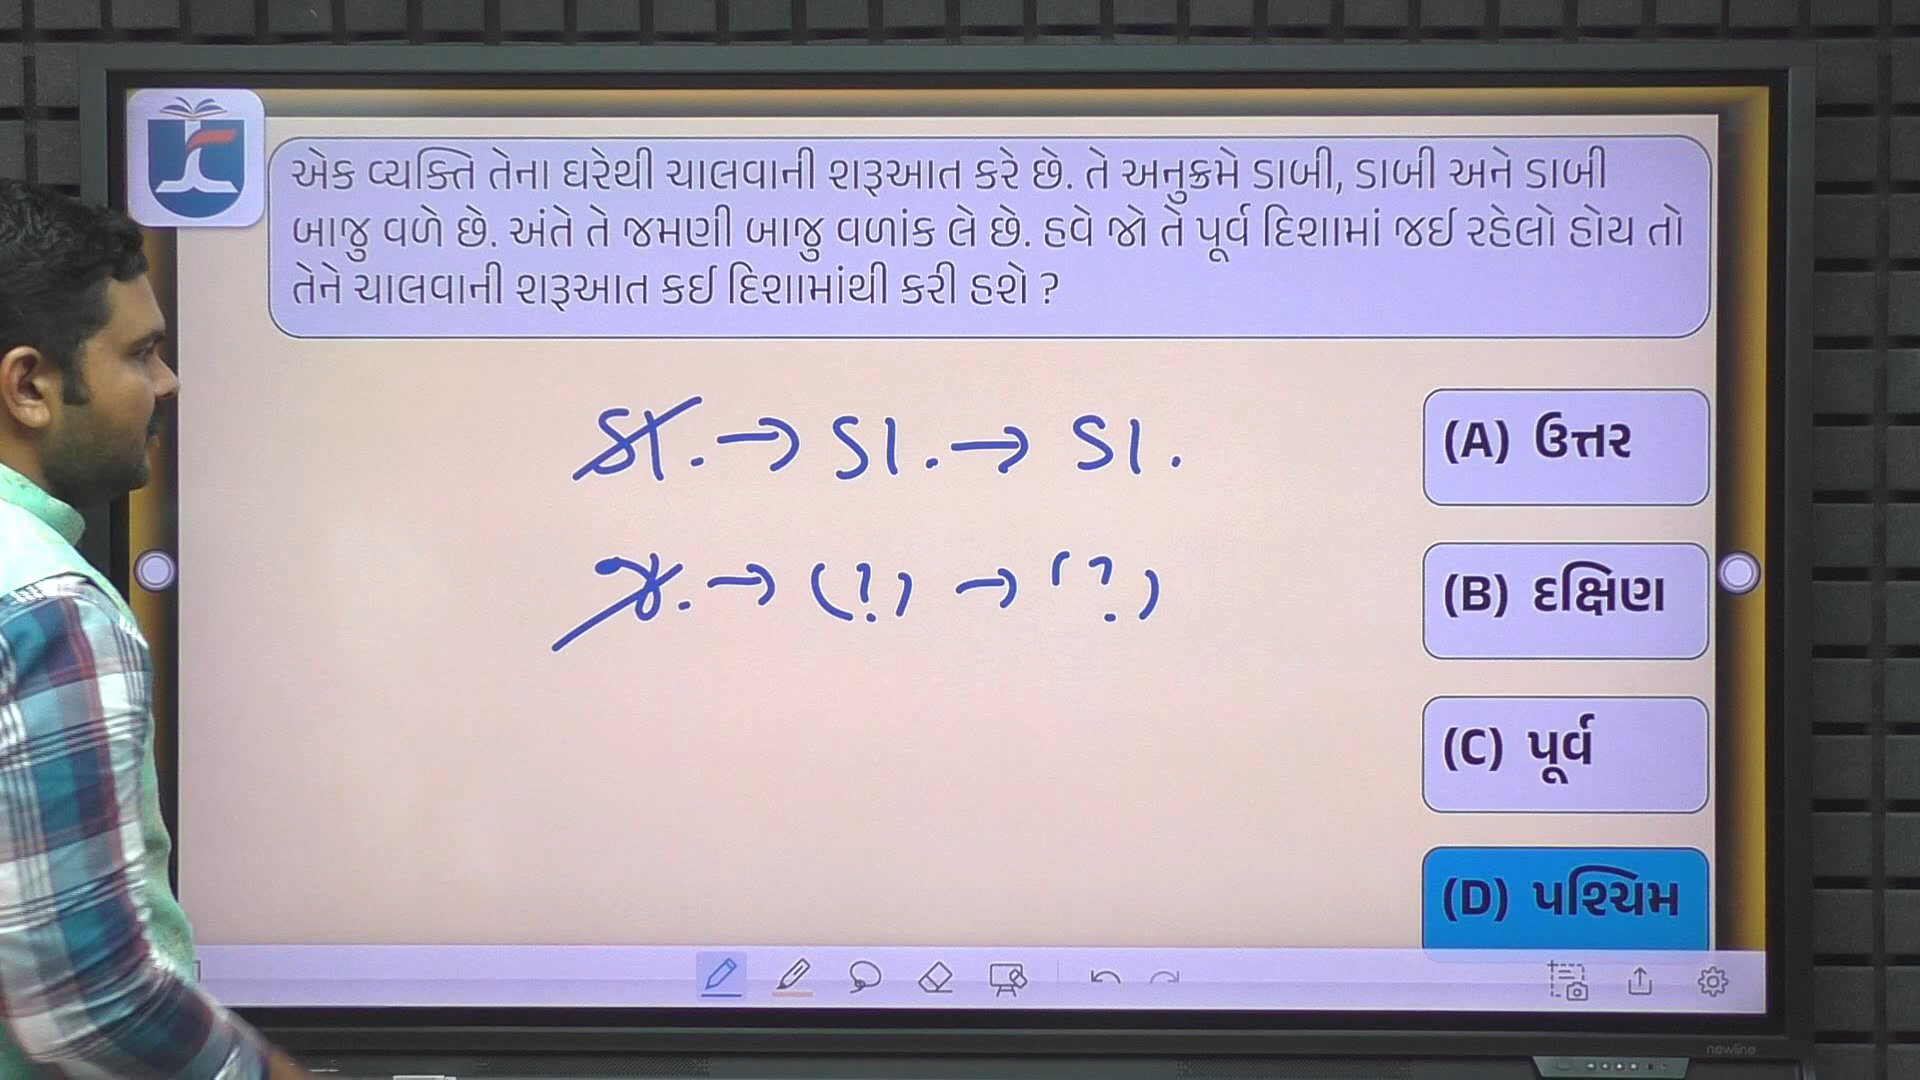 એક વ્યક્તિ તેના ઘરેથી ચાલવાની શરૂઆત કરે છે. તે અનુક્રમે ડાબી, ડાબી અને ડાબી
બાજુ વળે છે. અંતે તે જમણી બાજુ વળાંક લે છે. હવે જો તે પૂર્વ દિશામાં જઈ રહેલો હોય તો
તેને ચાલવાની શરૂઆત કઈ દિશામાંથી કરી હશે ?
ડા. → ડા. → ડા.
જ. → (?) → (?)
(A) ઉત્તર
(B) દક્ષિણ
(C) પૂર્વ
(D) પશ્ચિમ
newline